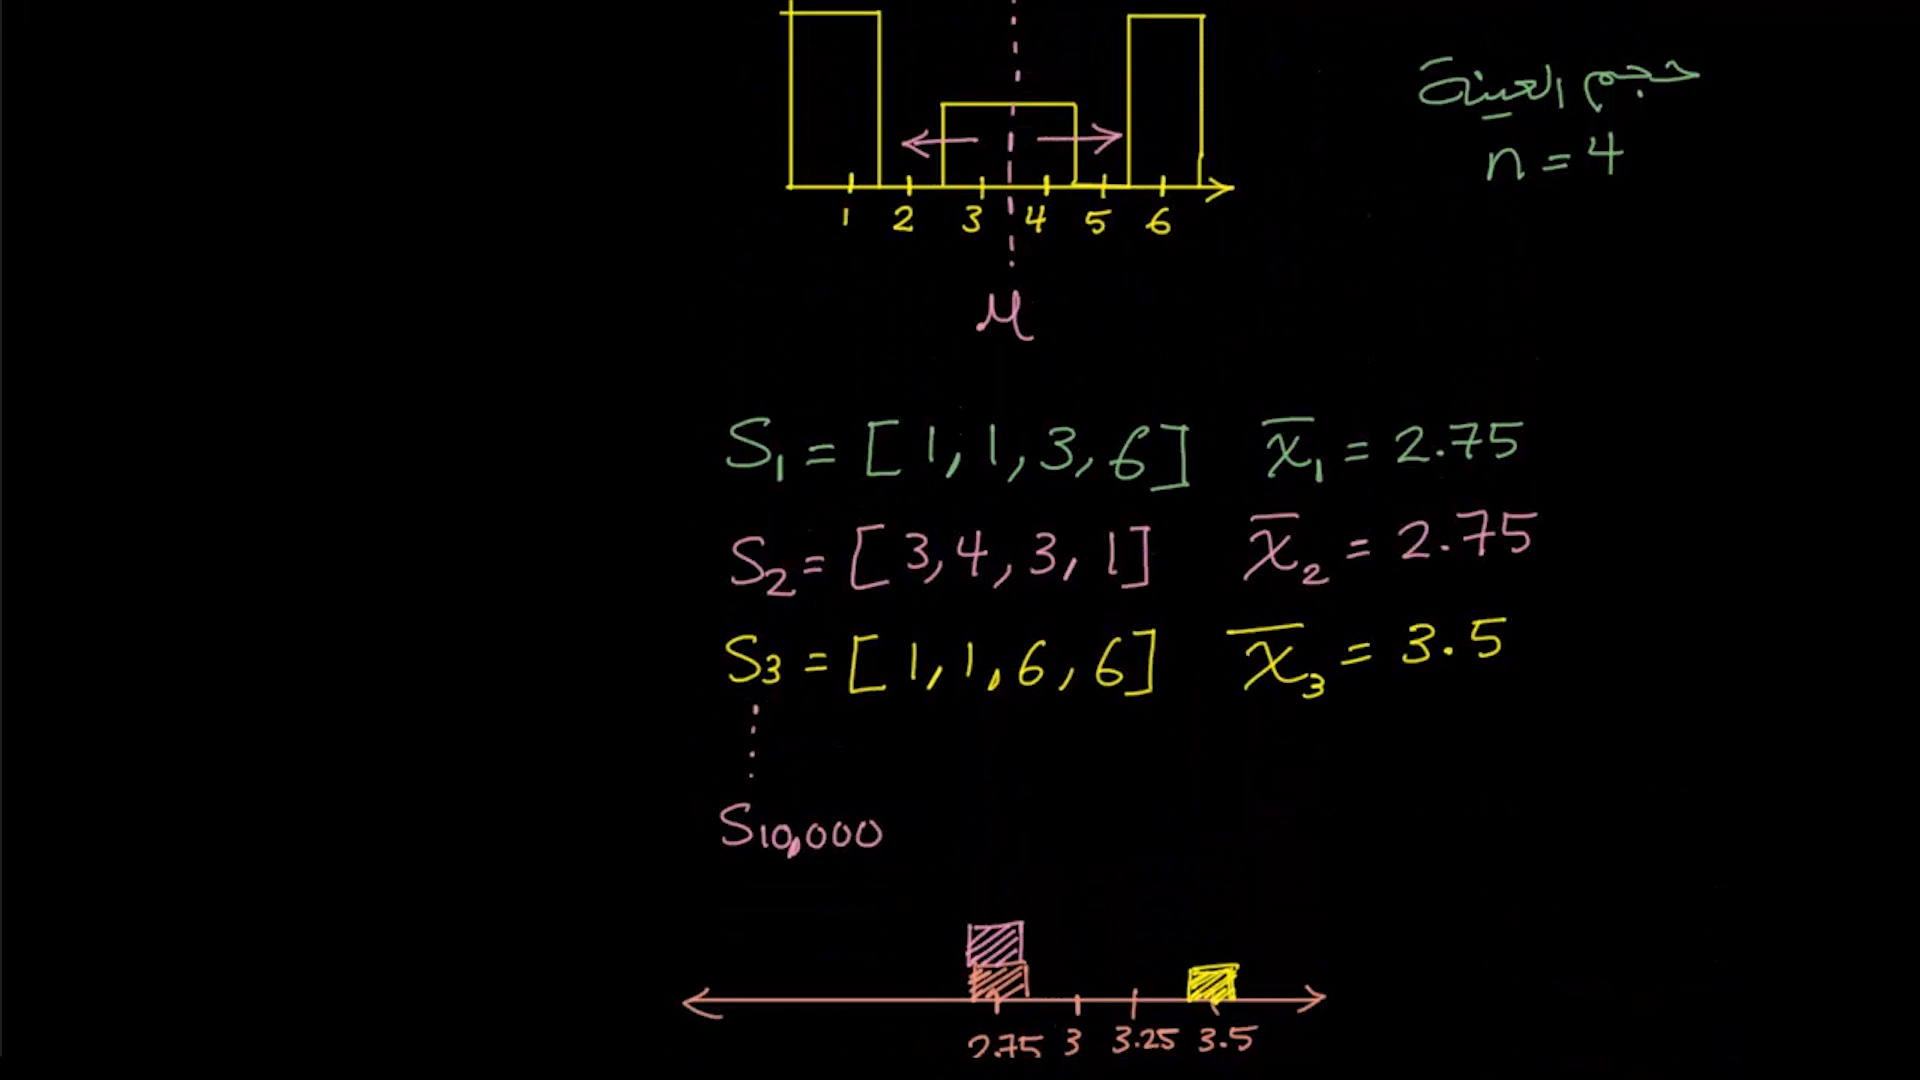 حجم العينة
n = 4
1 2 3 4 5 6
μ
S₁ = [1, 1, 3, 6] x̄₁ = 2.75
S₂ = [3, 4, 3, 1] x̄₂ = 2.75
S₃ = [1, 1, 6, 6] x̄₃ = 3.5
S₁₀,₀₀₀
2.75 3 3.25 3.5